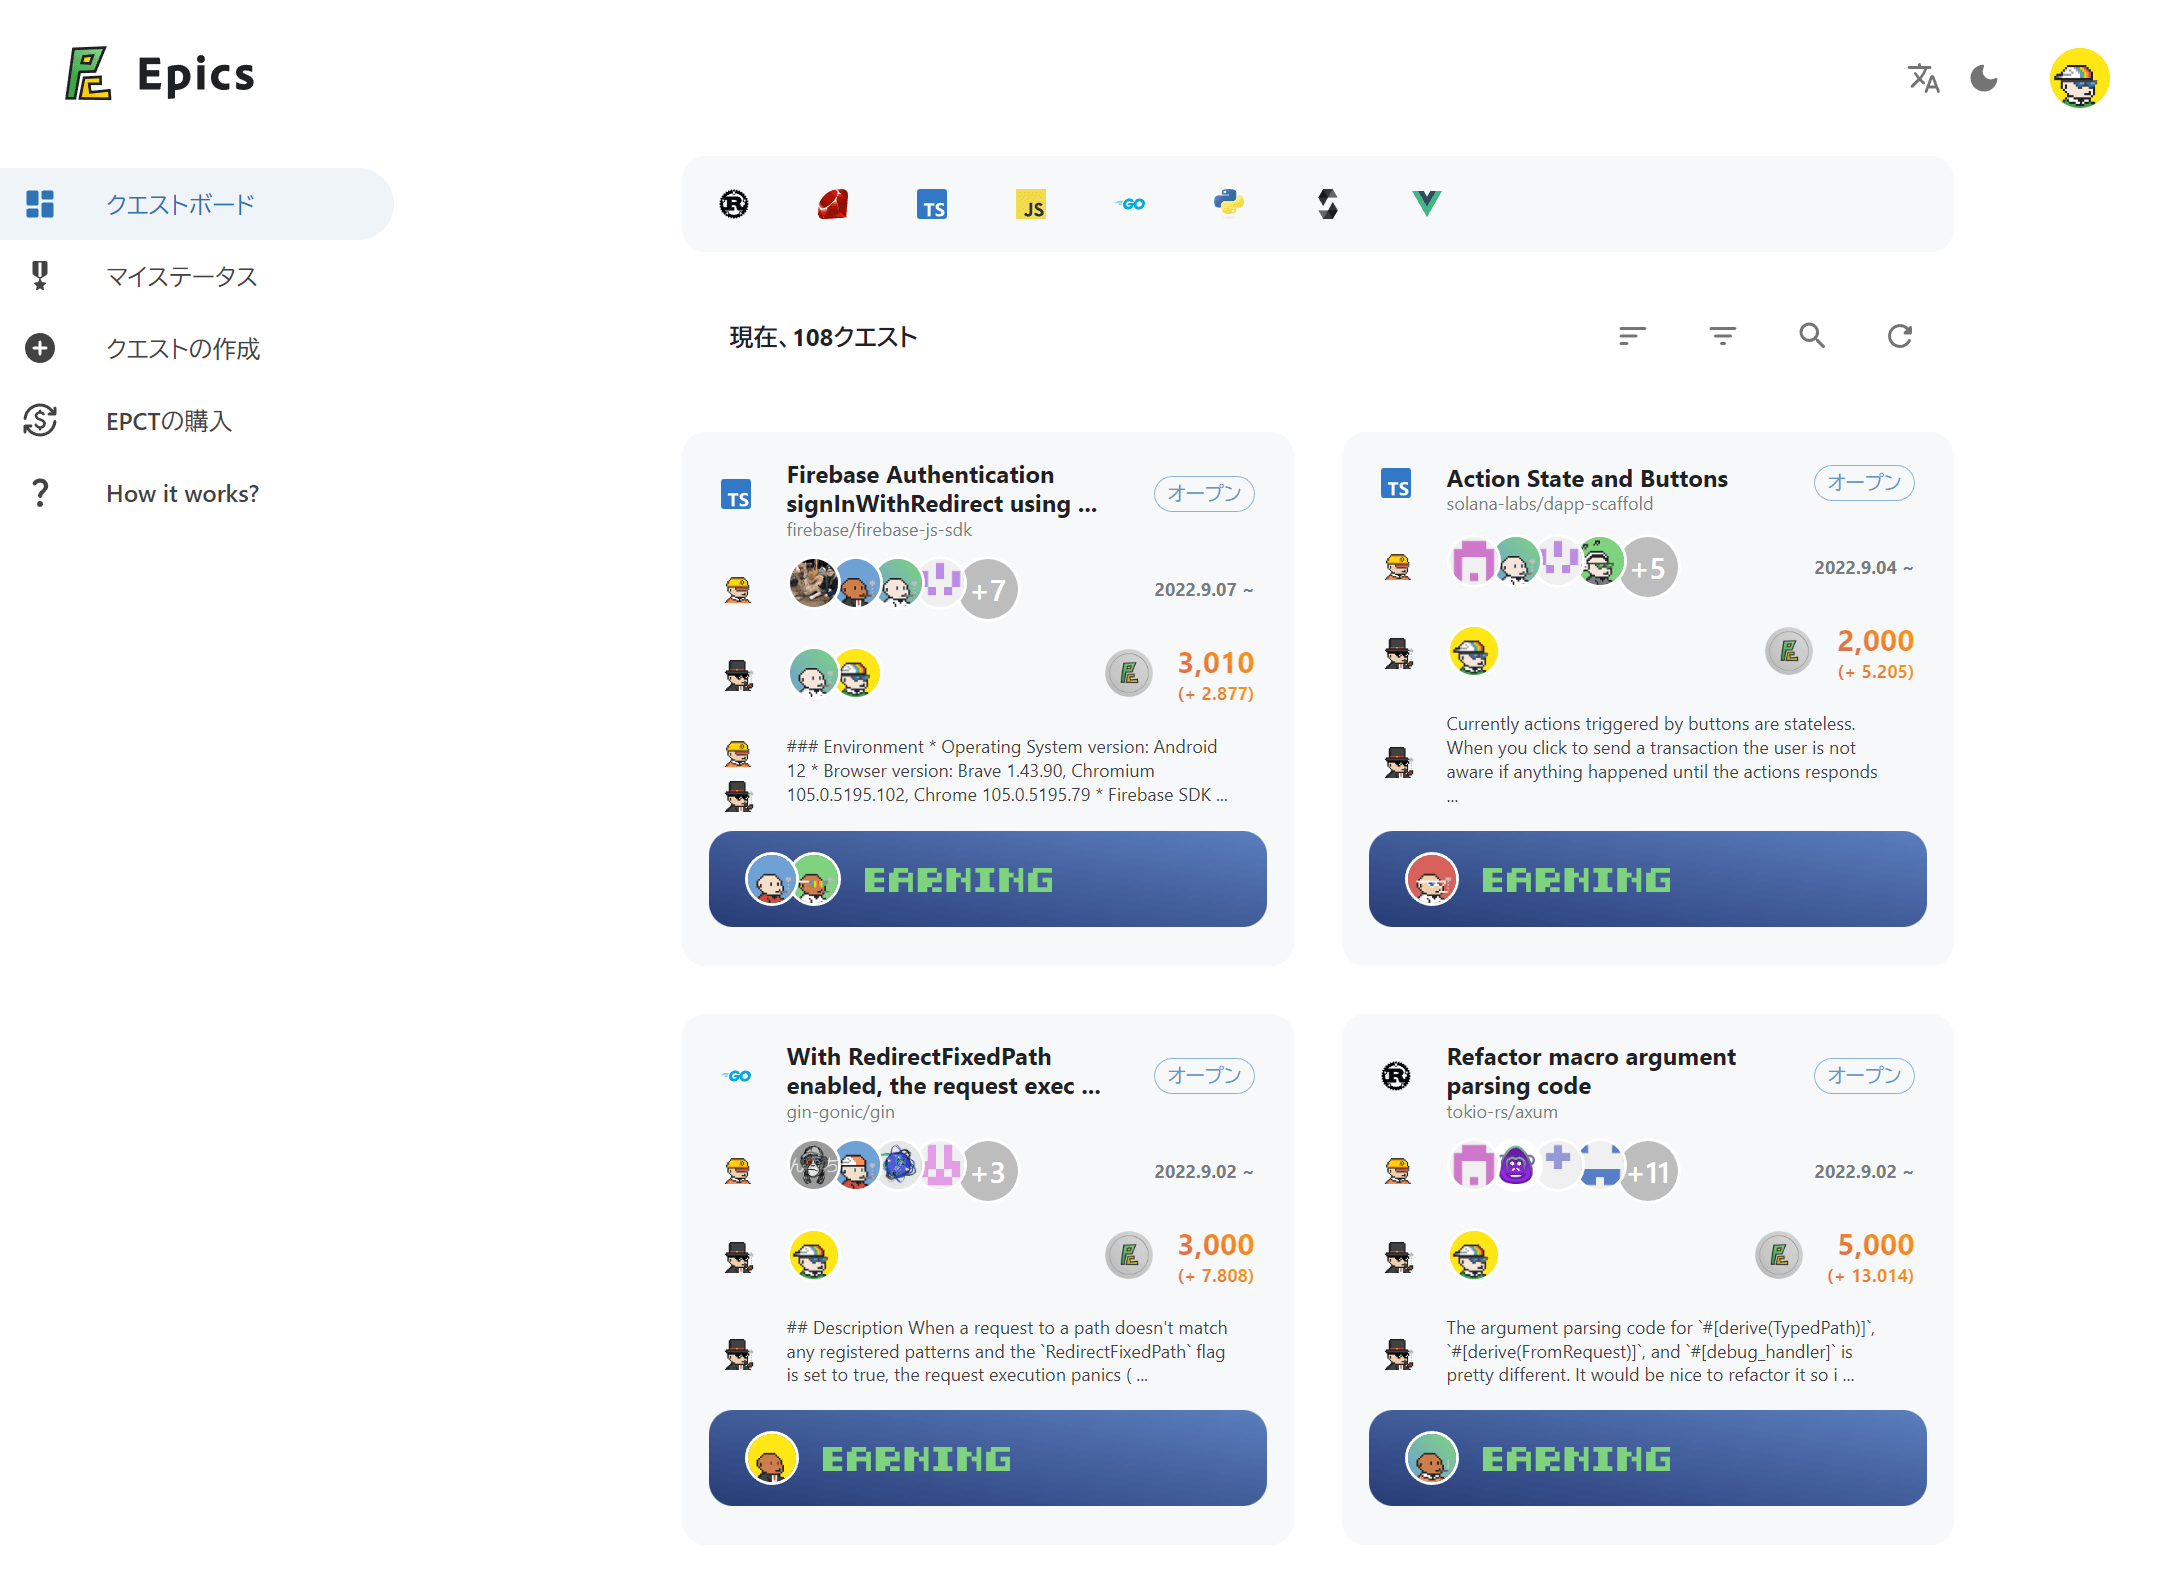 Epics
クエストボード
マイステータス
クエストの作成
EPCTの購入
How it works?
TS
JS
GO
現在、108クエスト
TS
Firebase Authentication
signInWithRedirect using ...
firebase/firebase-js-sdk
オープン
+7
2022.9.07 ~
3,010
(+ 2.877)
### Environment * Operating System version: Android
12 * Browser version: Brave 1.43.90, Chromium
105.0.5195.102, Chrome 105.0.5195.79 * Firebase SDK ...
EARNING
TS
Action State and Buttons
solana-labs/dapp-scaffold
オープン
+5
2022.9.04 ~
2,000
(+ 5.205)
Currently actions triggered by buttons are stateless.
When you click to send a transaction the user is not
aware if anything happened until the actions responds
...
EARNING
GO
With RedirectFixedPath
enabled, the request exec ...
gin-gonic/gin
オープン
+3
2022.9.02 ~
3,000
(+ 7.808)
## Description When a request to a path doesn't match
any registered patterns and the `RedirectFixedPath` flag
is set to true, the request execution panics ( ...
EARNING
R
Refactor macro argument
parsing code
tokio-rs/axum
オープン
+11
2022.9.02 ~
5,000
(+ 13.014)
The argument parsing code for `#[derive(TypedPath)]`,
`#[derive(FromRequest)]`, and `#[debug_handler]` is
pretty different. It would be nice to refactor it so i ...
EARNING